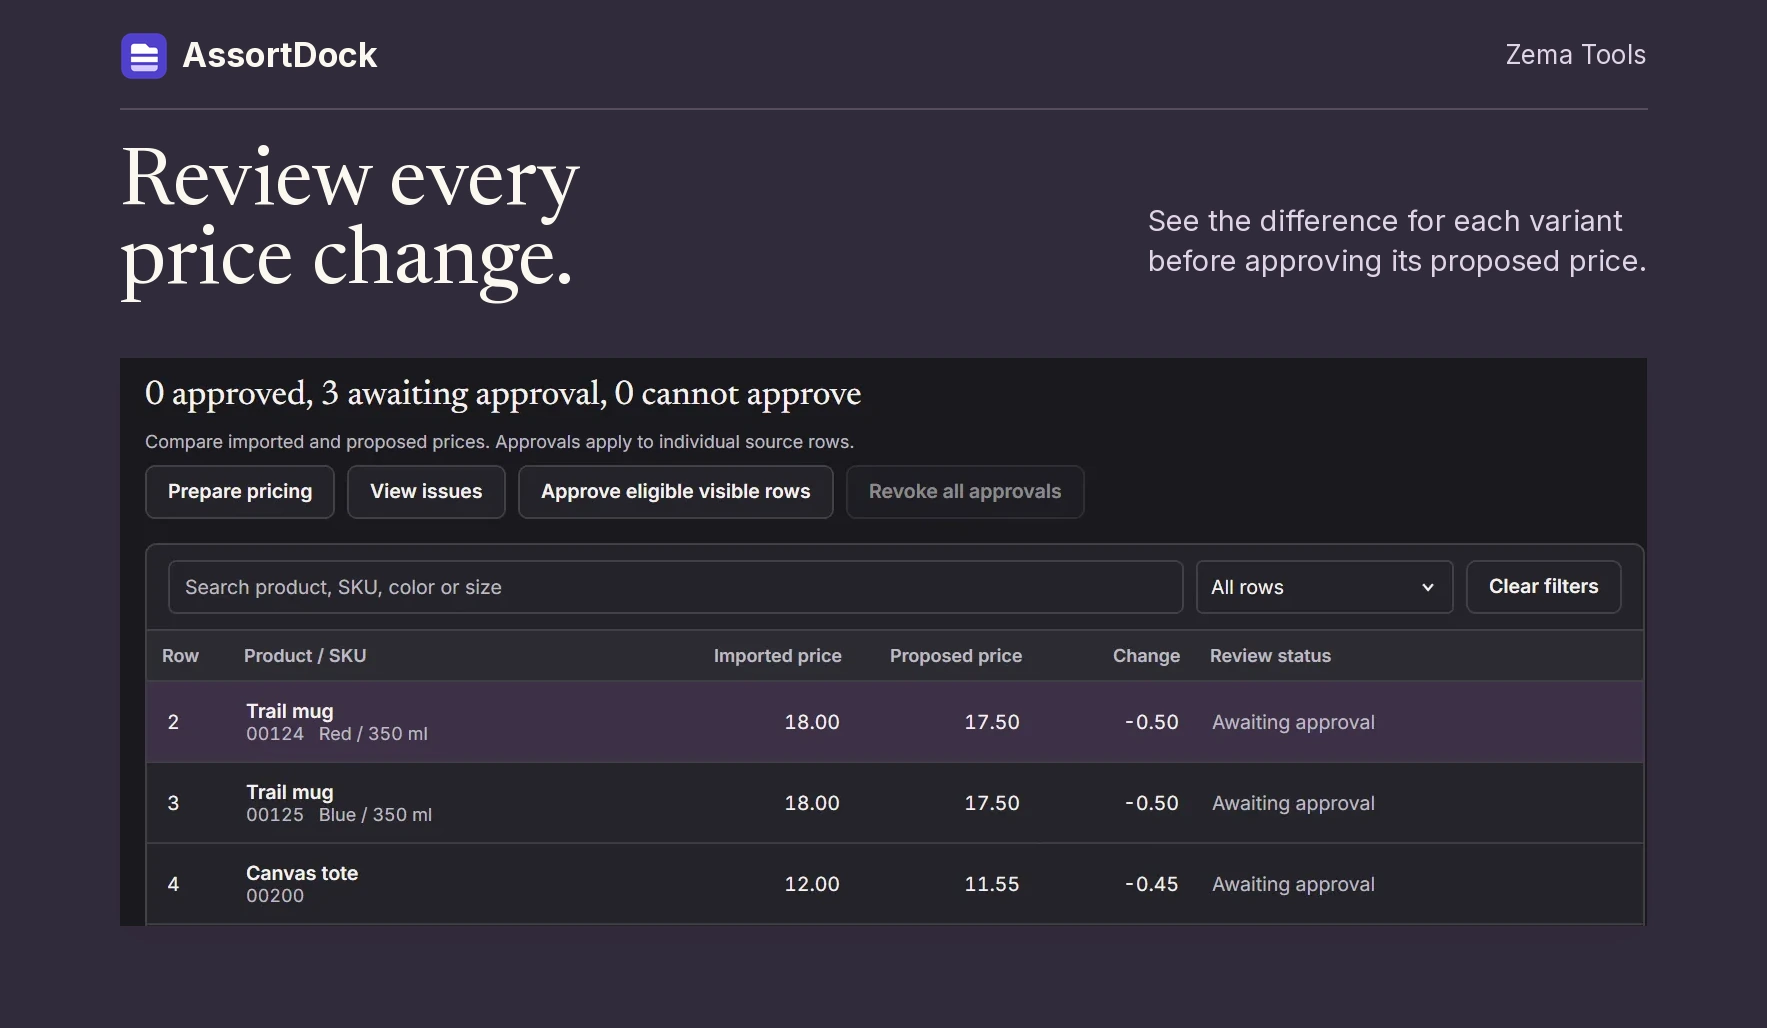 AssortDock
Zema Tools
Review every
price change.
See the difference for each variant
before approving its proposed price.
0 approved, 3 awaiting approval, 0 cannot approve
Compare imported and proposed prices. Approvals apply to individual source rows.
Prepare pricing View issues Approve eligible visible rows Revoke all approvals
Search product, SKU, color or size All rows Clear filters
Row Product / SKU Imported price Proposed price Change Review status
2 Trail mug 18.00 17.50 -0.50 Awaiting approval
00124 Red / 350 ml
3 Trail mug 18.00 17.50 -0.50 Awaiting approval
00125 Blue / 350 ml
4 Canvas tote 12.00 11.55 -0.45 Awaiting approval
00200